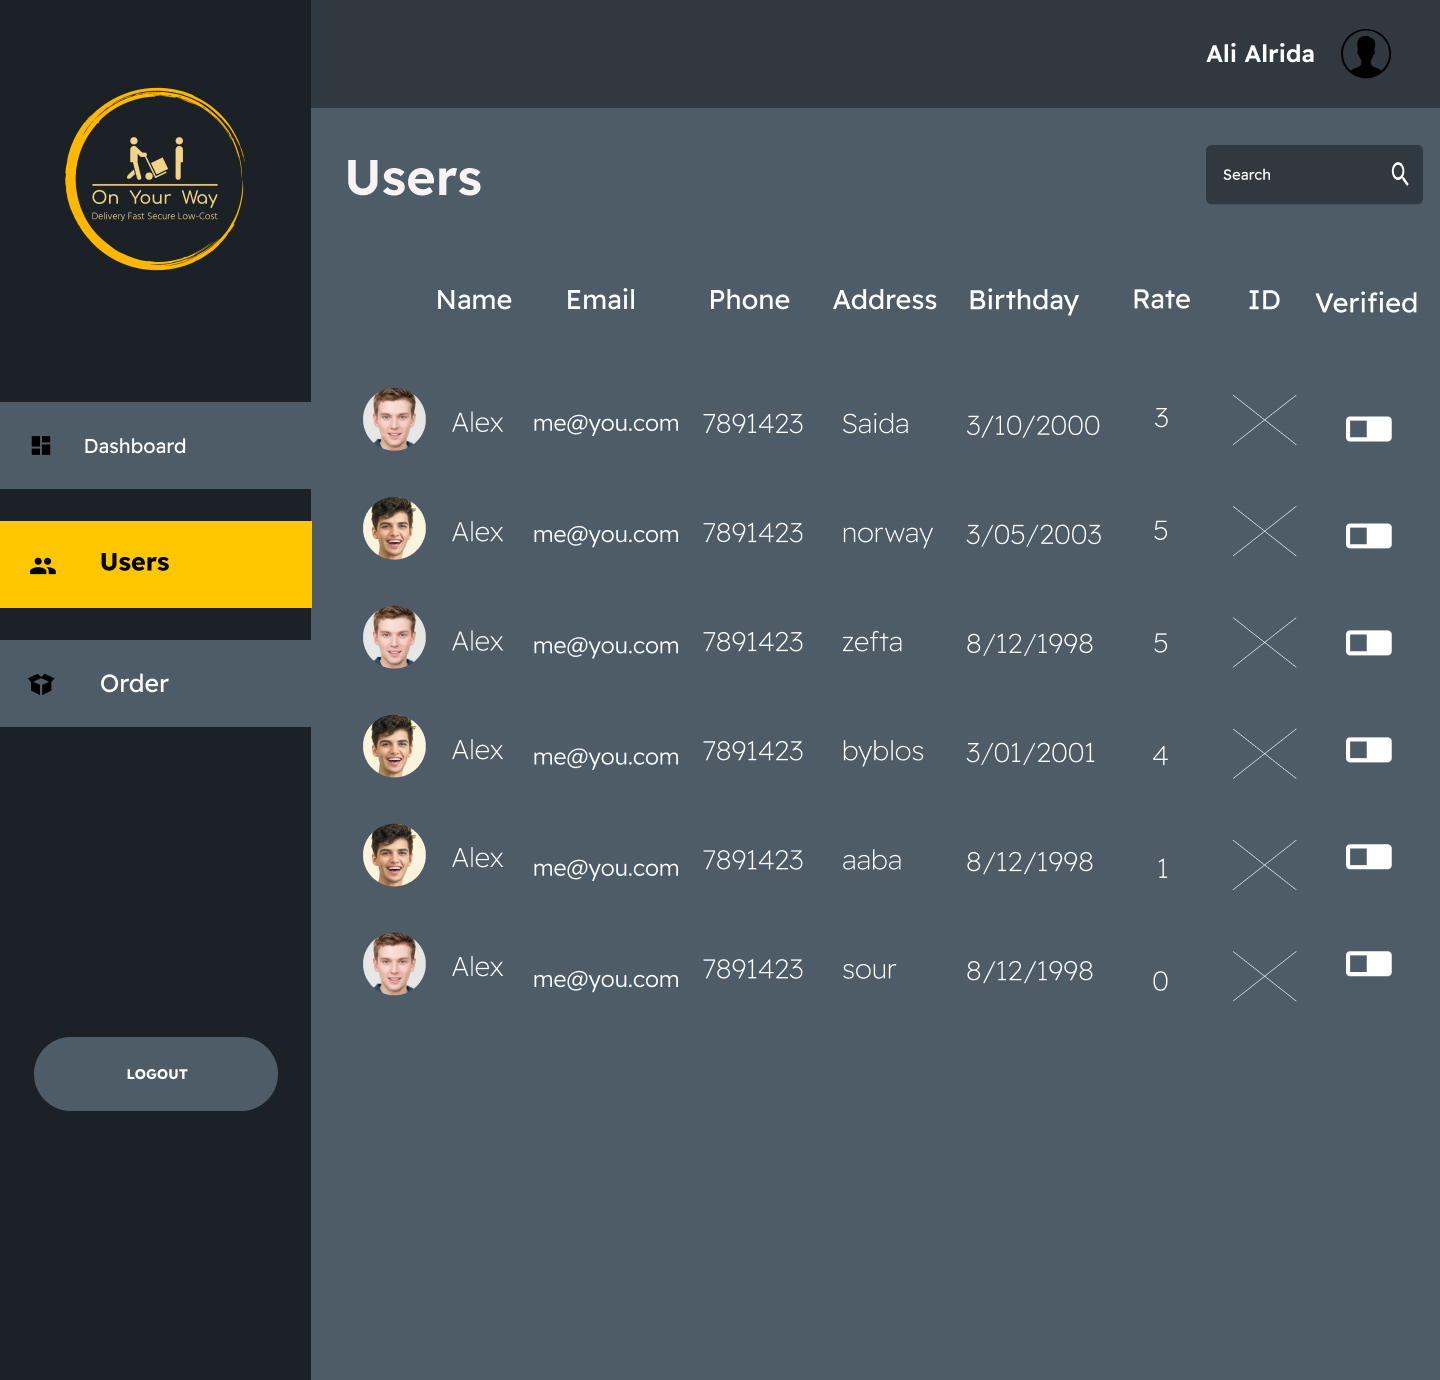 Ali Alrida
On Your Way
Delivery Fast Secure Low-Cost
Users
Search
Name Email Phone Address Birthday Rate ID Verified
Alex me@you.com 7891423 Saida 3/10/2000 3
Dashboard
Alex me@you.com 7891423 norway 3/05/2003 5
Users
Alex me@you.com 7891423 zefta 8/12/1998 5
Order
Alex me@you.com 7891423 byblos 3/01/2001 4
Alex me@you.com 7891423 aaba 8/12/1998 1
Alex me@you.com 7891423 sour 8/12/1998 0
LOGOUT